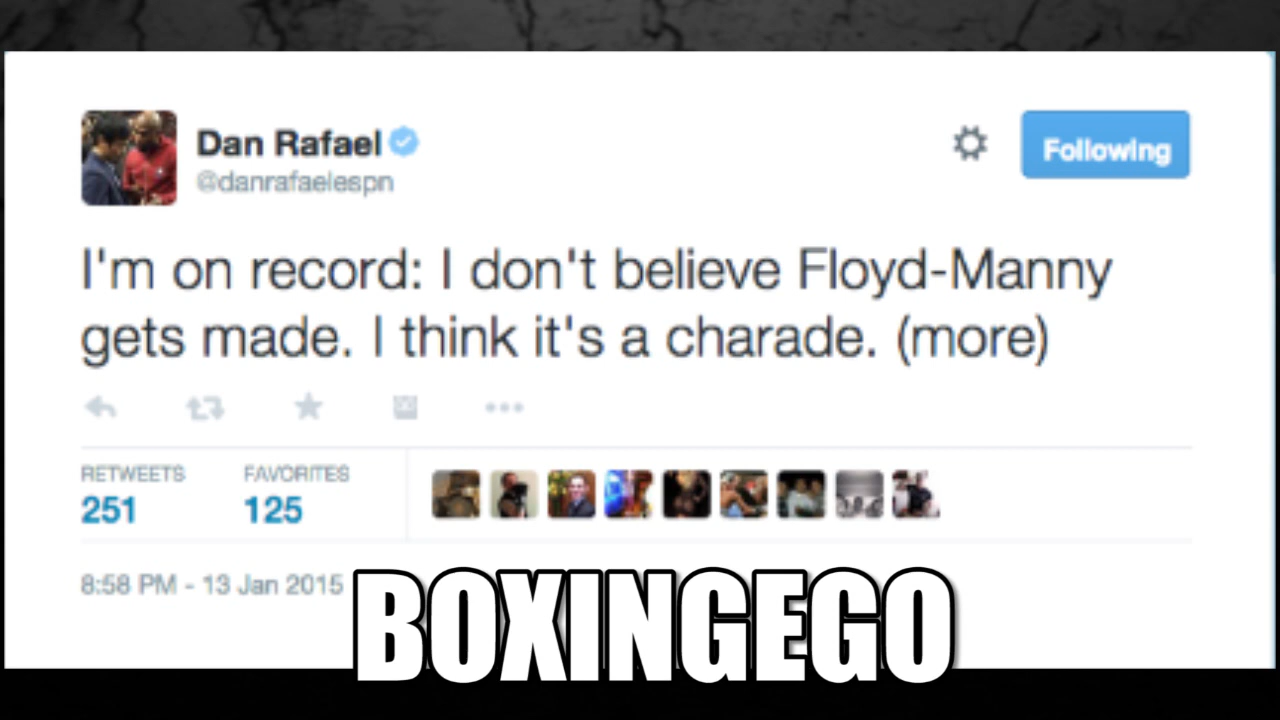 Dan Rafael
@danrafaelespn
Following
I'm on record: I don't believe Floyd-Manny
gets made. I think it's a charade. (more)
RETWEETS FAVORITES
251 125
8:58 PM - 13 Jan 2015
BOXINGEGO